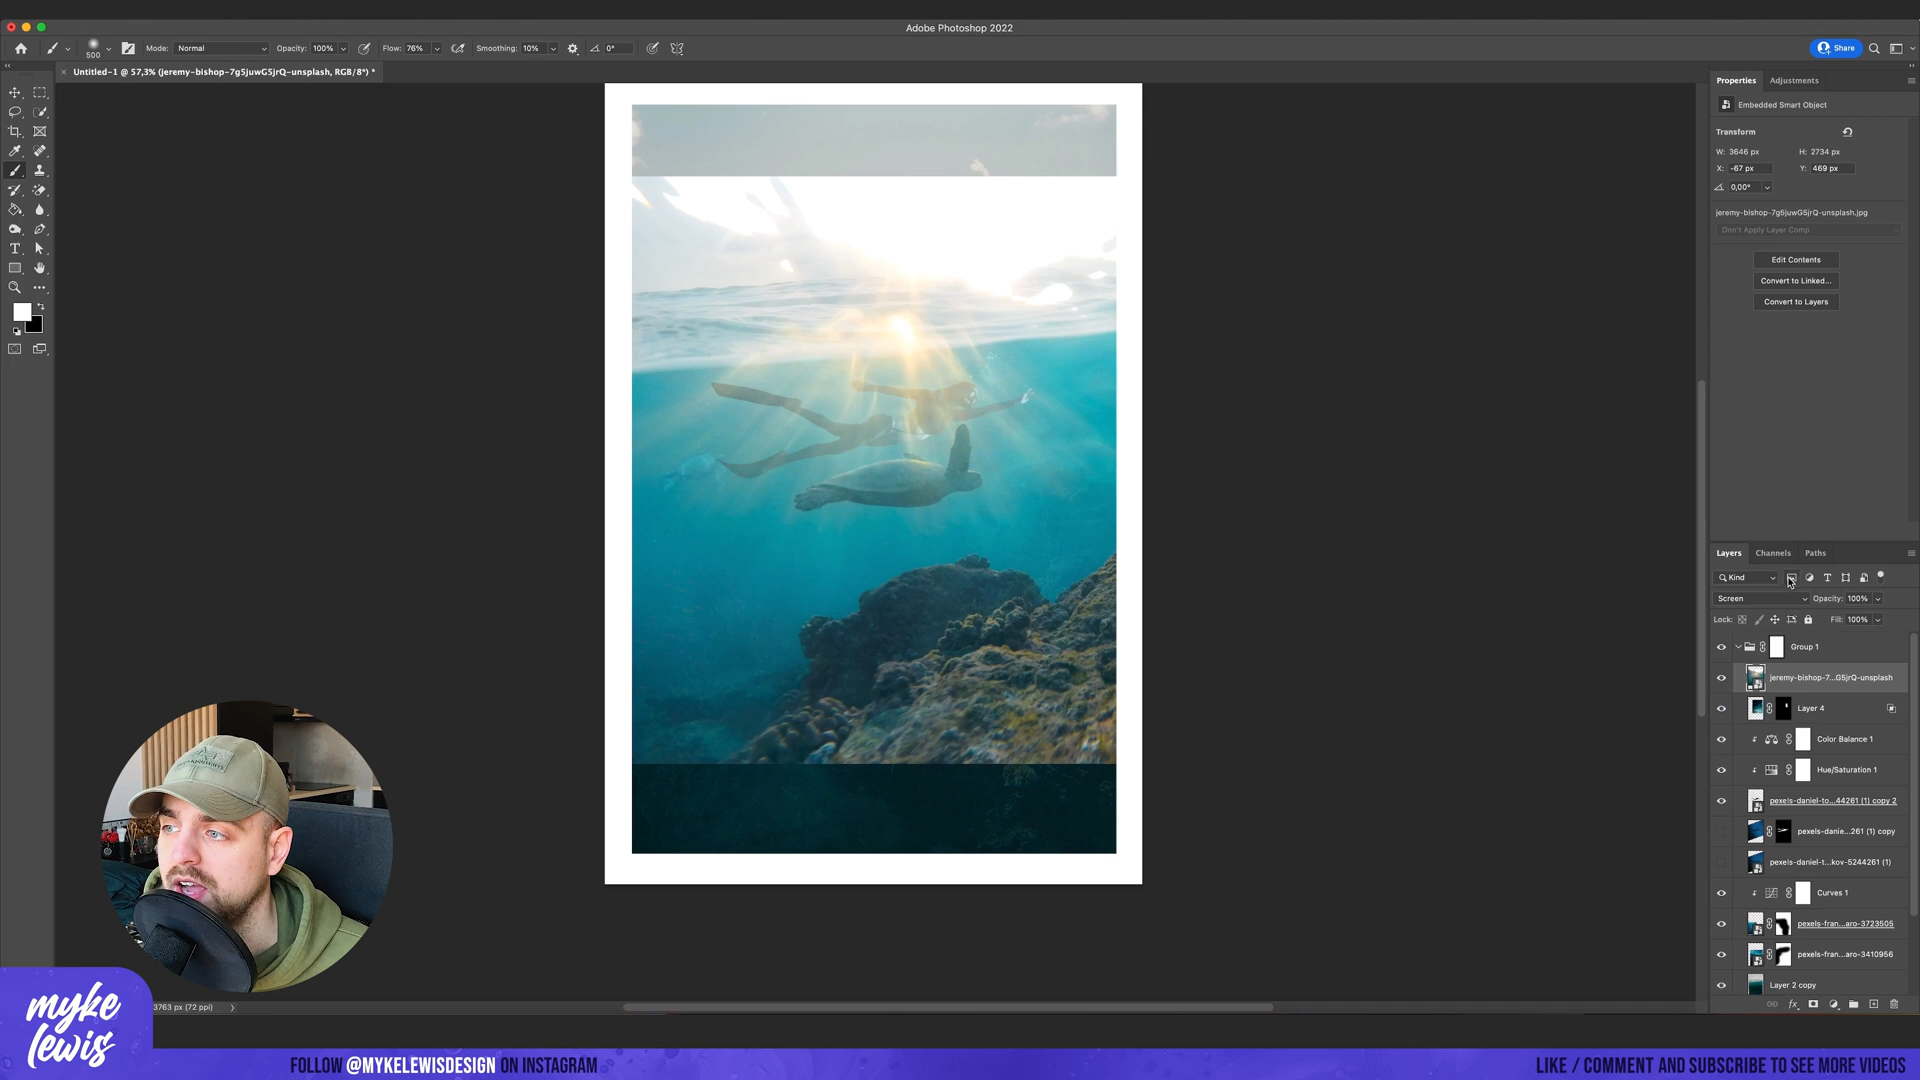 Adobe Photoshop 2022
500
Mode: Normal
Opacity: 100%
Flow: 76%
Smoothing: 10%
0°
Share
Untitled-1 @ 57,3% (jeremy-bishop-7g5juwG5jrQ-unsplash, RGB/8*) *
Properties
Adjustments
Embedded Smart Object
Transform
W: 3646 px
H: 2734 px
X: -67 px
Y: 469 px
0,00°
jeremy-bishop-7g5juwG5jrQ-unsplash.jpg
Don't Apply Layer Comp
Edit Contents
Convert to Linked...
Convert to Layers
Layers
Channels
Paths
Kind
Screen
Opacity: 100%
Lock:
Fill: 100%
Group 1
jeremy-bishop-7...G5jrQ-unsplash
Layer 4
Color Balance 1
Hue/Saturation 1
pexels-daniel-to...44261 (1) copy 2
pexels-danie...261 (1) copy
pexels-daniel-t...kov-5244261 (1)
Curves 1
pexels-fran...aro-3723505
pexels-fran...aro-3410956
Layer 2 copy
fx
3763 px (72 ppi)
myke
lewis
FOLLOW @MYKELEWISDESIGN ON INSTAGRAM
LIKE / COMMENT AND SUBSCRIBE TO SEE MORE VIDEOS